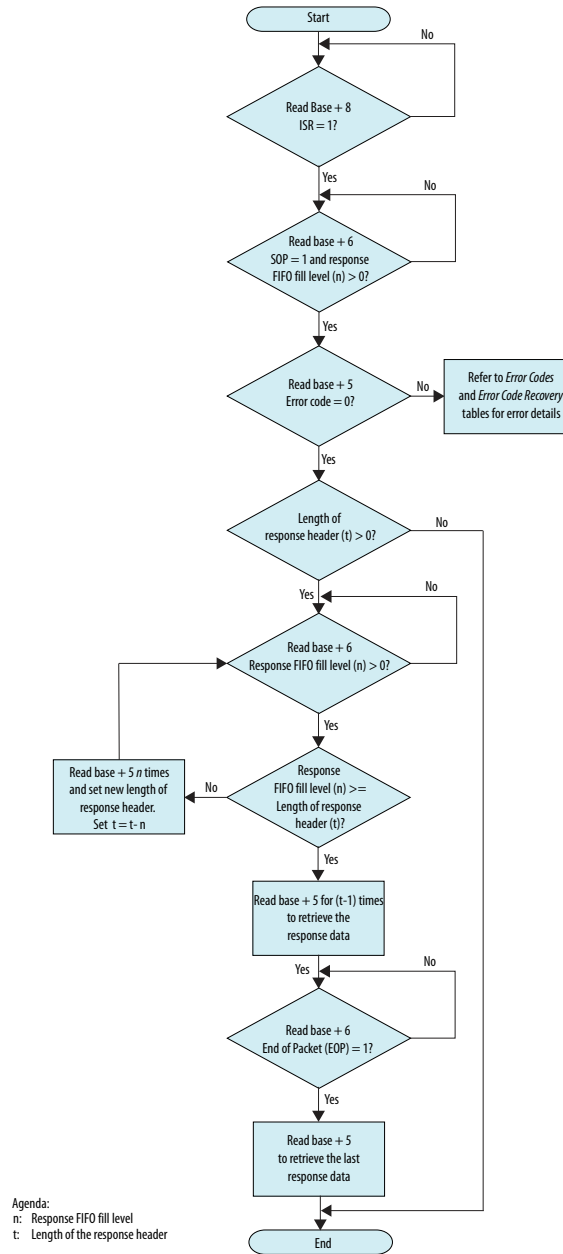 Start
No
Read Base + 8
ISR = 1?
Yes
No
Read base + 6
SOP = 1 and response
FIFO fill level (n) > 0?
Yes
Read base + 5
Error code = 0?
No
Refer to Error Codes
and Error Code Recovery
tables for error details
Yes
Length of
response header (t) > 0?
No
Yes
No
Read base + 6
Response FIFO fill level (n) > 0?
Yes
Response
FIFO fill level (n) >=
Length of response
header (t)?
No
Read base + 5 n times
and set new length of
response header.
Set t = t- n
Yes
Read base + 5 for (t-1) times
to retrieve the
response data
Yes
No
Read base + 6
End of Packet (EOP) = 1?
Yes
Read base + 5
to retrieve the last
response data
End
Agenda:
n: Response FIFO fill level
t: Length of the response header